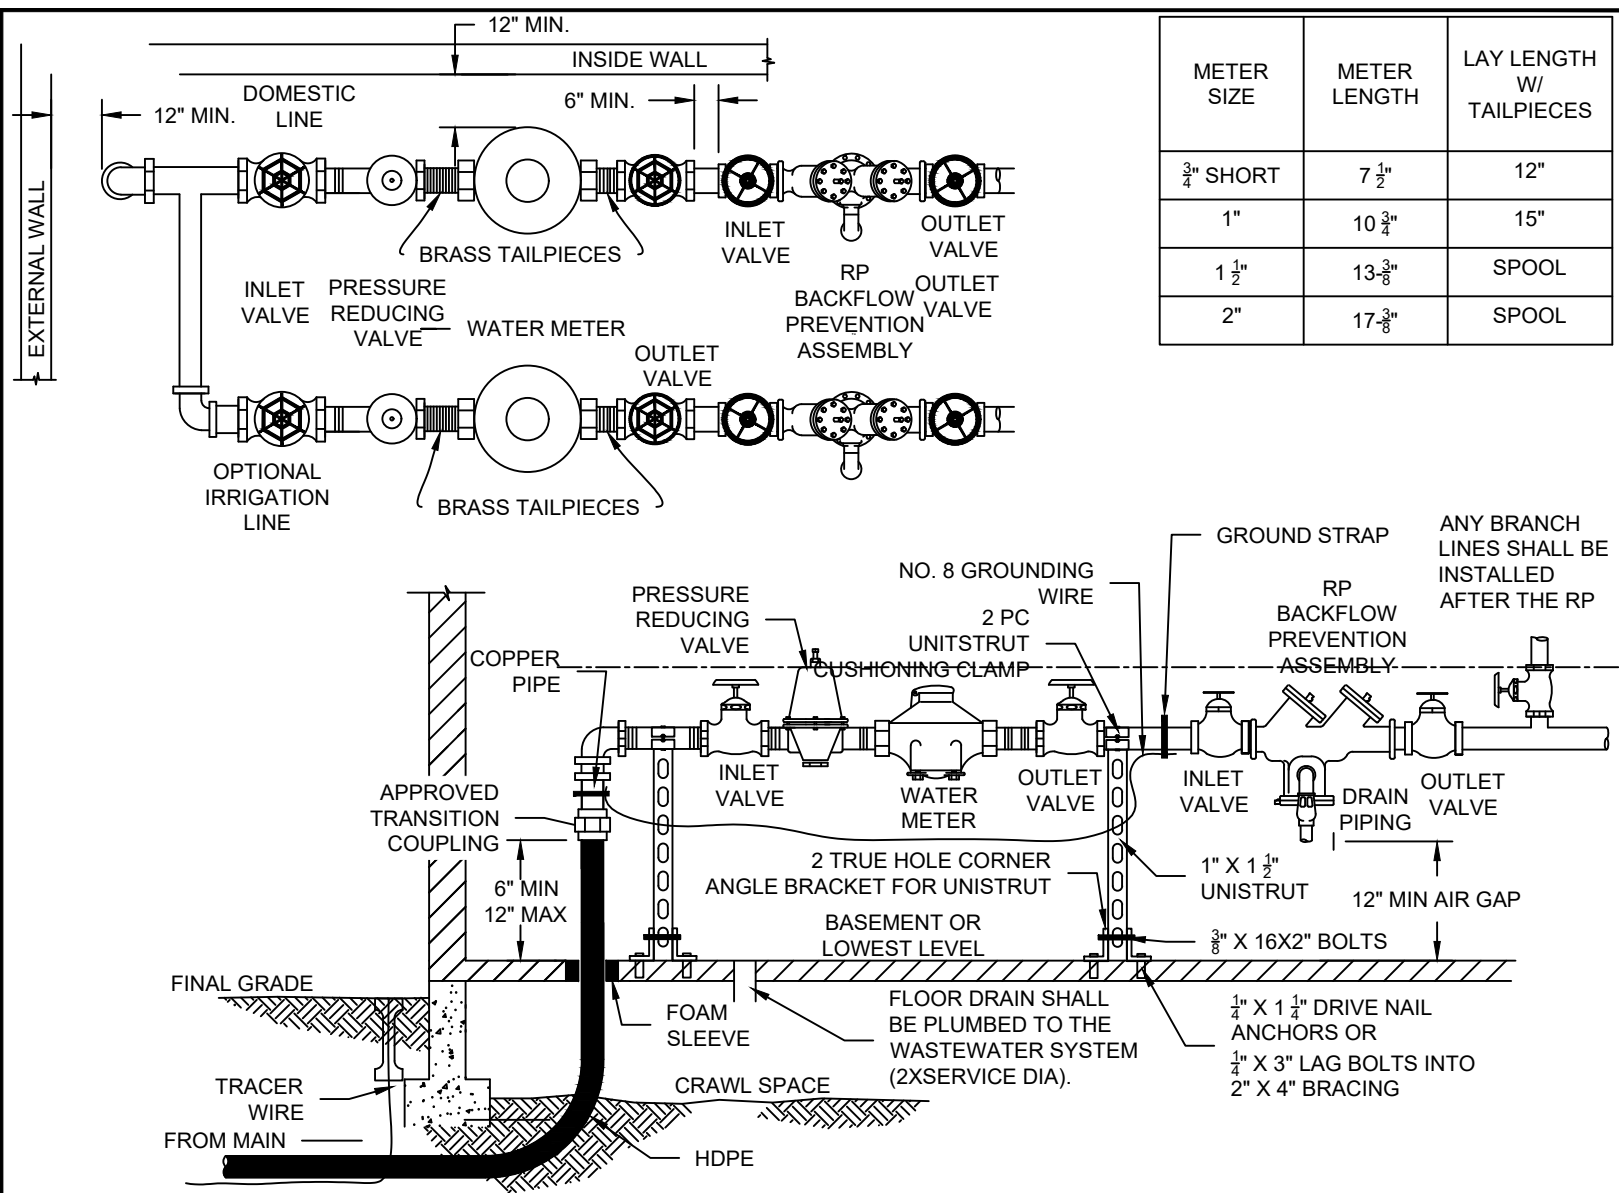 12" MIN.
INSIDE WALL
DOMESTIC
LINE
12" MIN.
6" MIN.
EXTERNAL WALL
BRASS TAILPIECES
INLET
VALVE
OUTLET
VALVE
INLET
VALVE
PRESSURE
REDUCING
VALVE
WATER METER
RP
BACKFLOW
PREVENTION
ASSEMBLY
OUTLET
VALVE
OUTLET
VALVE
OPTIONAL
IRRIGATION
LINE
BRASS TAILPIECES
METER
SIZE
METER
LENGTH
LAY LENGTH
W/
TAILPIECES
3/4" SHORT
7 1/2"
12"
1"
10 3/4"
15"
1 1/2"
13-3/8"
SPOOL
2"
17-3/8"
SPOOL
GROUND STRAP
ANY BRANCH
LINES SHALL BE
INSTALLED
AFTER THE RP
NO. 8 GROUNDING
WIRE
PRESSURE
REDUCING
VALVE
2 PC
UNITSTRUT
CUSHIONING CLAMP
RP
BACKFLOW
PREVENTION
ASSEMBLY
COPPER
PIPE
INLET
VALVE
WATER
METER
OUTLET
VALVE
INLET
VALVE
DRAIN
PIPING
OUTLET
VALVE
APPROVED
TRANSITION
COUPLING
6" MIN
12" MAX
2 TRUE HOLE CORNER
ANGLE BRACKET FOR UNISTRUT
1" X 1 1/2"
UNISTRUT
12" MIN AIR GAP
BASEMENT OR
LOWEST LEVEL
3/8" X 16X2" BOLTS
FINAL GRADE
FOAM
SLEEVE
FLOOR DRAIN SHALL
BE PLUMBED TO THE
WASTEWATER SYSTEM
(2XSERVICE DIA).
1/4" X 1 1/4" DRIVE NAIL
ANCHORS OR
1/4" X 3" LAG BOLTS INTO
2" X 4" BRACING
TRACER
WIRE
CRAWL SPACE
FROM MAIN
HDPE